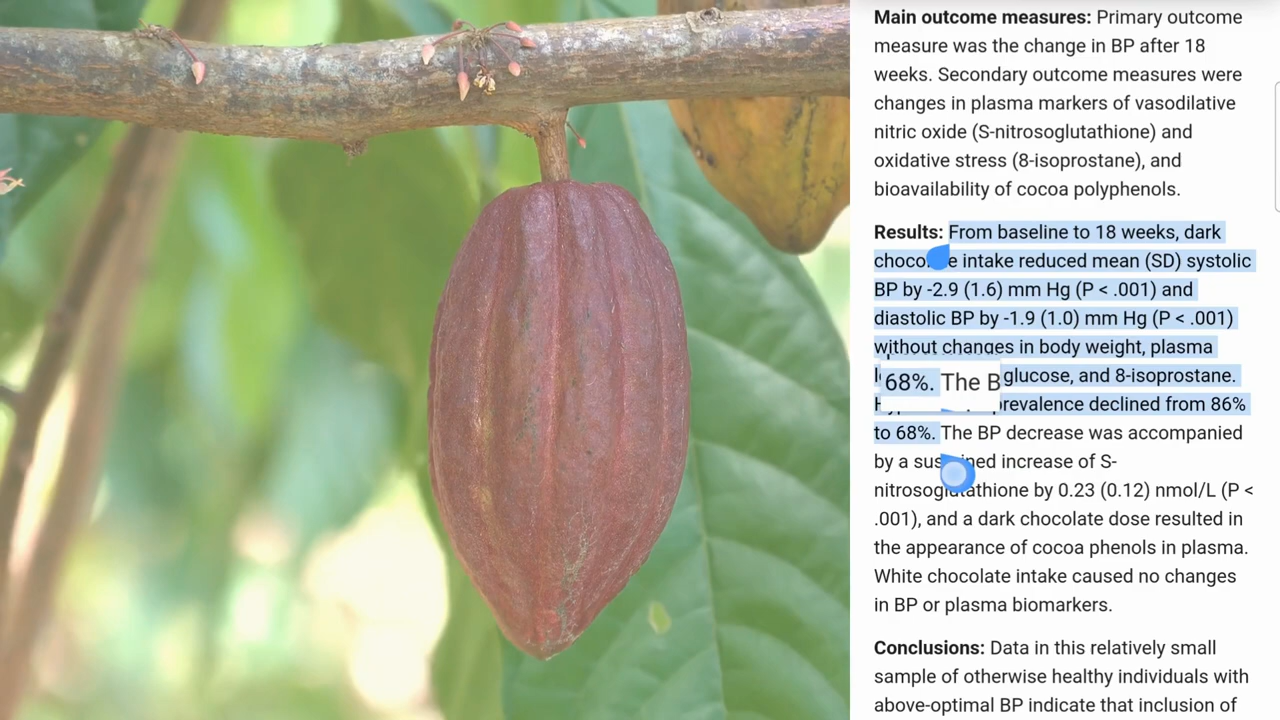 Main outcome measures: Primary outcome
measure was the change in BP after 18
weeks. Secondary outcome measures were
changes in plasma markers of vasodilative
nitric oxide (S-nitrosoglutathione) and
oxidative stress (8-isoprostane), and
bioavailability of cocoa polyphenols.
Results: From baseline to 18 weeks, dark
intake reduced mean (SD) systolic
BP by -2.9 (1.6) mm Hg (P < .001) and
diastolic BP by -1.9 (1.0) mm Hg (P < .001)
without changes in body weight, plasma
glucose, and 8-isoprostane.
68%. The B
prevalence declined from 86%
to 68%. The BP decrease was accompanied
by a sustained increase of S-
nitrosoglutathione by 0.23 (0.12) nmol/L (P <
.001), and a dark chocolate dose resulted in
the appearance of cocoa phenols in plasma.
White chocolate intake caused no changes
in BP or plasma biomarkers.
Conclusions: Data in this relatively small
sample of otherwise healthy individuals with
above-optimal BP indicate that inclusion of